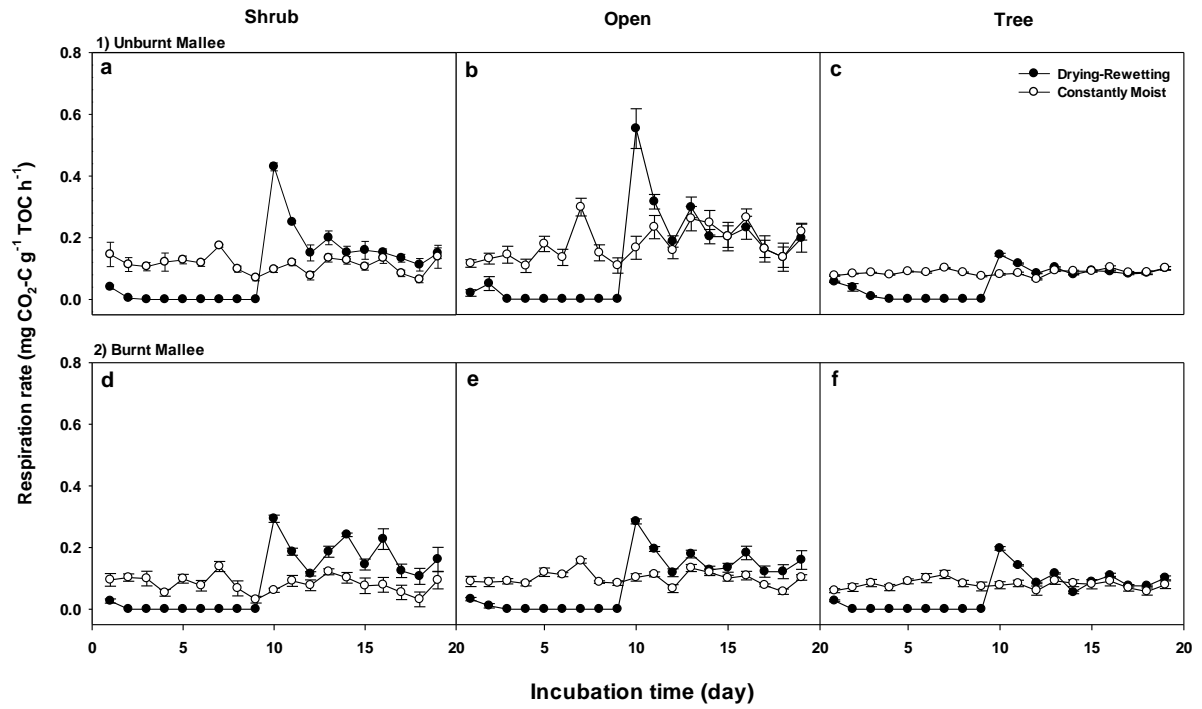 Shrub Open Tree
1) Unburnt Mallee
0.8
0.6
0.4
0.2
0.0
a
b
c
Drying-Rewetting
Constantly Moist
2) Burnt Mallee
0.8
0.6
0.4
0.2
0.0
d
e
f
0 5 10 15 20 5 10 15 20 5 10 15 20
Respiration rate (mg CO₂-C g⁻¹ TOC h⁻¹)
Incubation time (day)